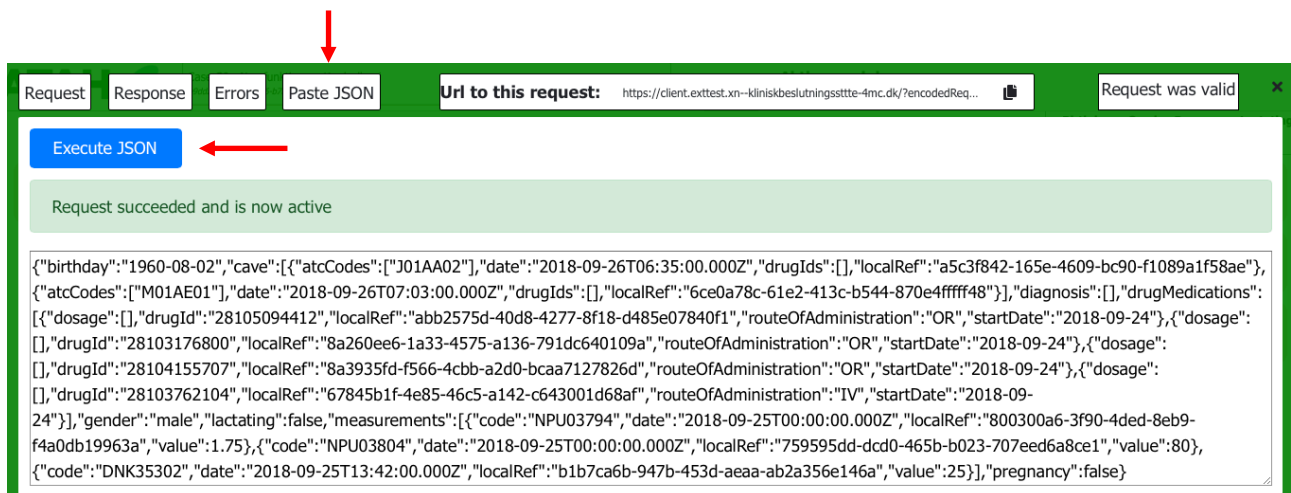 Request Response Errors Paste JSON Url to this request: https://client.exttest.xn--kliniskbeslutningssttte-4mc.dk/?encodedReq... Request was valid ×
Execute JSON
Request succeeded and is now active
{"birthday":"1960-08-02","cave":[{"atcCodes":["J01AA02"],"date":"2018-09-26T06:35:00.000Z","drugIds":[],"localRef":"a5c3f842-165e-4609-bc90-f1089a1f58ae"},
{"atcCodes":["M01AE01"],"date":"2018-09-26T07:03:00.000Z","drugIds":[],"localRef":"6ce0a78c-61e2-413c-b544-870e4fffff48"}],"diagnosis":[],"drugMedications":
[{"dosage":[],"drugId":"28105094412","localRef":"abb2575d-40d8-4277-8f18-d485e07840f1","routeOfAdministration":"OR","startDate":"2018-09-24"},{"dosage":
[],"drugId":"28103176800","localRef":"8a260ee6-1a33-4575-a136-791dc640109a","routeOfAdministration":"OR","startDate":"2018-09-24"},{"dosage":
[],"drugId":"28104155707","localRef":"8a3935fd-f566-4cbb-a2d0-bcaa7127826d","routeOfAdministration":"OR","startDate":"2018-09-24"},{"dosage":
[],"drugId":"28103762104","localRef":"67845b1f-4e85-46c5-a142-c643001d68af","routeOfAdministration":"IV","startDate":"2018-09-
24"}],"gender":"male","lactating":false,"measurements":[{"code":"NPU03794","date":"2018-09-25T00:00:00.000Z","localRef":"800300a6-3f90-4ded-8eb9-
f4a0db19963a","value":1.75},{"code":"NPU03804","date":"2018-09-25T00:00:00.000Z","localRef":"759595dd-dcd0-465b-b023-707eed6a8ce1","value":80},
{"code":"DNK35302","date":"2018-09-25T13:42:00.000Z","localRef":"b1b7ca6b-947b-453d-aeaa-ab2a356e146a","value":25}],"pregnancy":false}